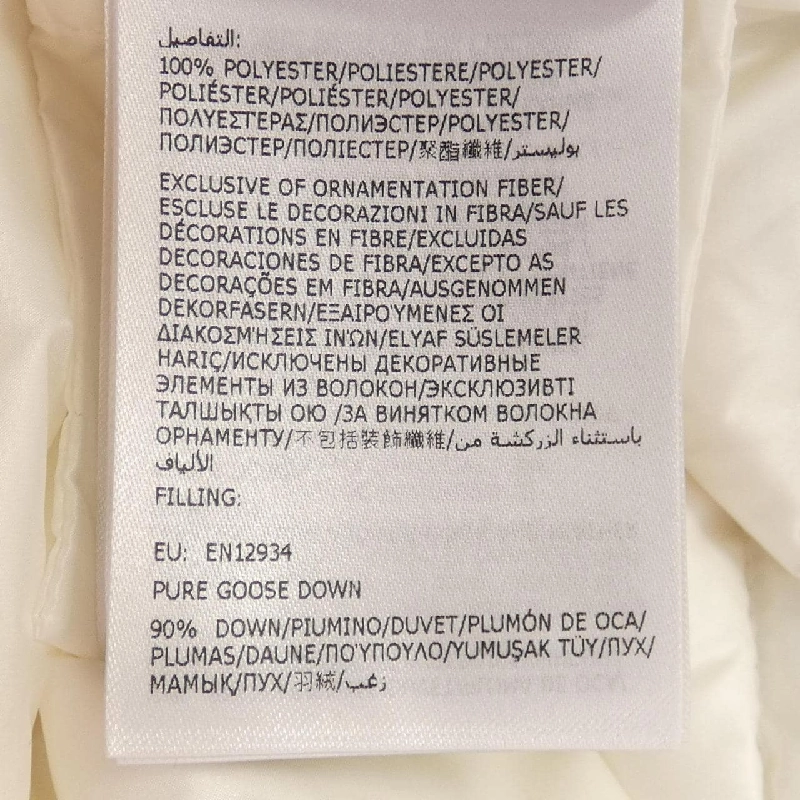 التفاصيل:
100% POLYESTER/POLIESTERE/POLYESTER/
POLIÉSTER/POLIÉSTER/POLYESTER/
ΠΟΛΥΕΣΤΕΡΑΣ/ПОЛИЭСТЕР/POLYESTER/
ПОЛИЭСТЕР/ПОЛІЕСТЕР/聚酯纖維/بوليستر
EXCLUSIVE OF ORNAMENTATION FIBER/
ESCLUSE LE DECORAZIONI IN FIBRA/SAUF LES
DÉCORATIONS EN FIBRE/EXCLUIDAS
DECORACIONES DE FIBRA/EXCEPTO AS
DECORAÇÕES EM FIBRA/AUSGENOMMEN
DEKORFASERN/ΕΞΑΙΡΟΎΜΕΝΕΣ ΟΙ
ΔΙΑΚΟΣΜΉΣΕΙΣ ΙΝΏΝ/ELYAF SÜSLEMELER
HARIÇ/ИСКЛЮЧЕНЫ ДЕКОРАТИВНЫЕ
ЭЛЕМЕНТЫ ИЗ ВОЛОКОН/ЭКСКЛЮЗИВТІ
ТАЛШЫҚТЫ ОЮ /ЗА ВИНЯТКОМ ВОЛОКНА
ОРНАМЕНТУ/不包括裝飾纖維/باستثناء الزركشة من
الألياف
FILLING:
EU: EN12934
PURE GOOSE DOWN
90% DOWN/PIUMINO/DUVET/PLUMÓN DE OCA/
PLUMAS/DAUNE/ΠΟΎΠΟΥΛΟ/YUMUŞAK TÜY/ПУХ/
МАМЫҚ/ПУХ/羽絨/زغب